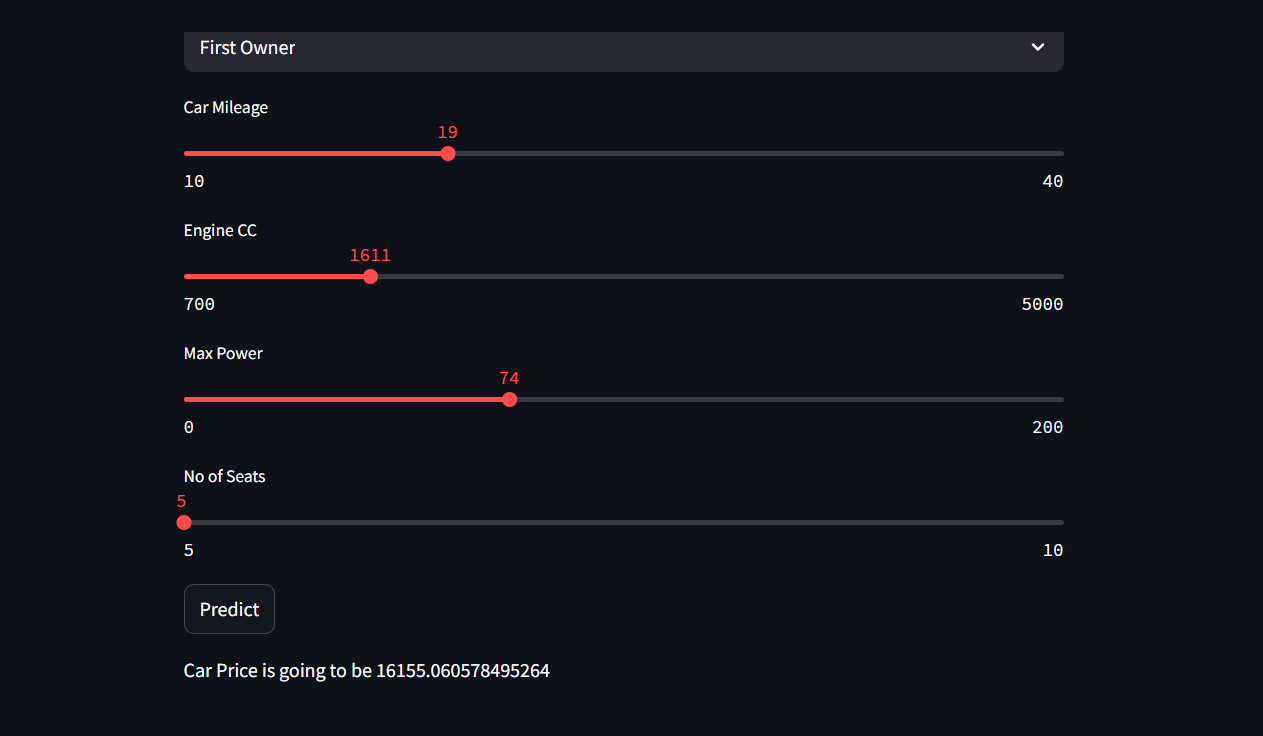 First Owner
Car Mileage
19
10 40
Engine CC
1611
700 5000
Max Power
74
0 200
No of Seats
5
5 10
Predict
Car Price is going to be 16155.060578495264